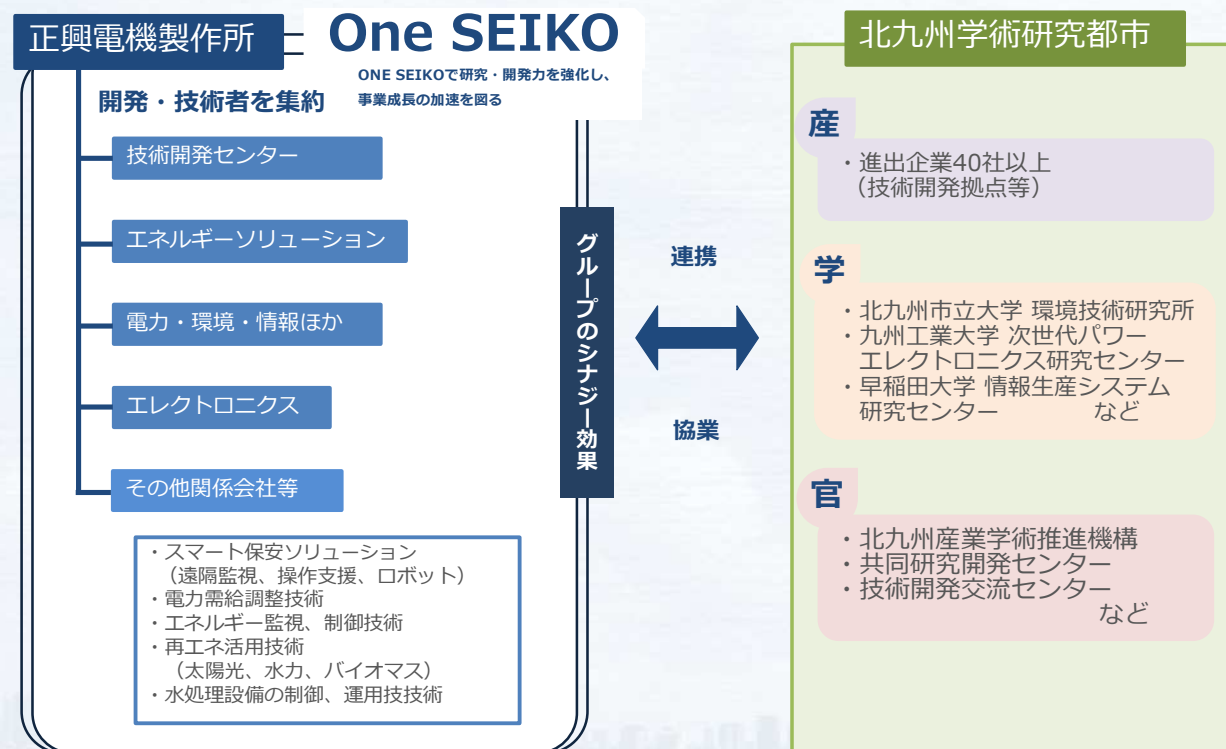 正興電機製作所
One SEIKO
ONE SEIKOで研究・開発力を強化し、
事業成長の加速を図る
開発・技術者を集約
技術開発センター
エネルギーソリューション
電力・環境・情報ほか
エレクトロニクス
その他関係会社等
・スマート保安ソリューション
（遠隔監視、操作支援、ロボット）
・電力需給調整技術
・エネルギー監視、制御技術
・再エネ活用技術
（太陽光、水力、バイオマス）
・水処理設備の制御、運用技技術
グループのシナジー効果
連携
協業
北九州学術研究都市
産
・進出企業40社以上
（技術開発拠点等）
学
・北九州市立大学 環境技術研究所
・九州工業大学 次世代パワー
エレクトロニクス研究センター
・早稲田大学 情報生産システム
研究センター　など
官
・北九州産業学術推進機構
・共同研究開発センター
・技術開発交流センター
など